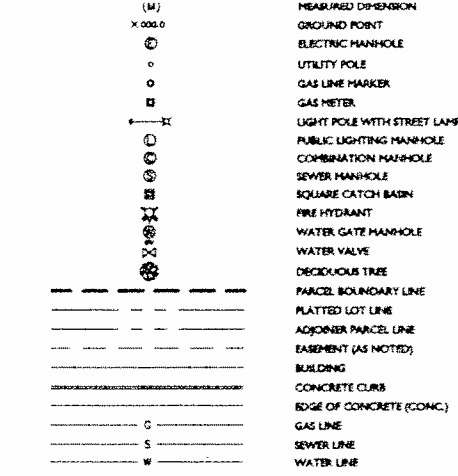 (M) MEASURED DIMENSION
×000.0 GROUND POINT
E ELECTRIC MANHOLE
UTILITY POLE
GAS LINE MARKER
GAS METER
LIGHT POLE WITH STREET LAMP
L PUBLIC LIGHTING MANHOLE
C COMBINATION MANHOLE
S SEWER MANHOLE
SQUARE CATCH BASIN
FIRE HYDRANT
WATER GATE MANHOLE
WATER VALVE
DECIDUOUS TREE
PARCEL BOUNDARY LINE
PLATTED LOT LINE
ADJOINER PARCEL LINE
EASEMENT (AS NOTED)
BUILDING
CONCRETE CURB
EDGE OF CONCRETE (CONC.)
G GAS LINE
S SEWER LINE
W WATER LINE